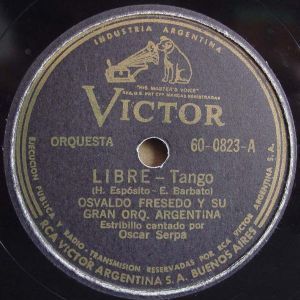 INDUSTRIA ARGENTINA
"HIS MASTER'S VOICE"
MARCAS REGISTRADAS
VICTOR
ORQUESTA
60-0823-A
LIBRE - Tango
(H. Espósito - E. Barbato)
OSVALDO FRESEDO Y SU
GRAN ORQ. ARGENTINA
Estribillo cantado por
Oscar Serpa
EJECUCION PUBLICA Y RADIO-TRANSMISION RESERVADAS POR RCA VICTOR ARGENTINA S. A.
RCA VICTOR ARGENTINA S. A. BUENOS AIRES